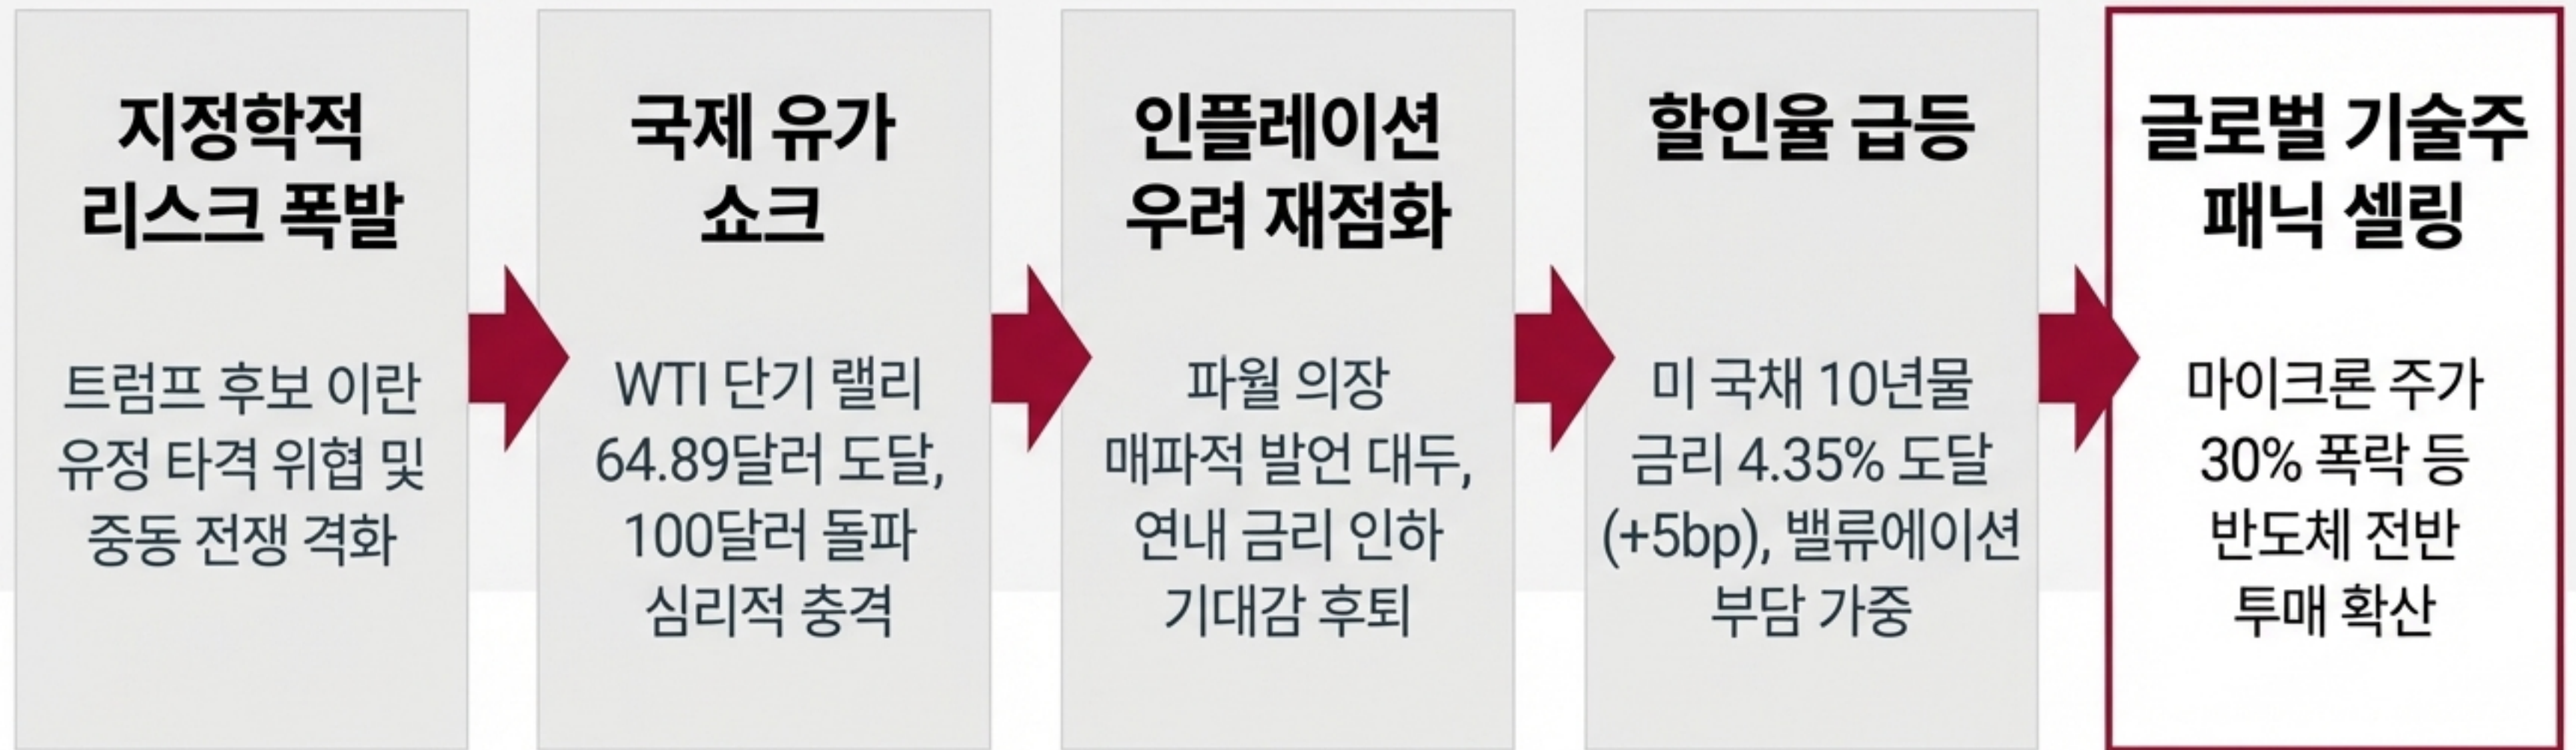 지정학적
리스크 폭발
트럼프 후보 이란
유정 타격 위협 및
중동 전쟁 격화
국제 유가
쇼크
WTI 단기 랠리
64.89달러 도달,
100달러 돌파
심리적 충격
인플레이션
우려 재점화
파월 의장
매파적 발언 대두,
연내 금리 인하
기대감 후퇴
할인율 급등
미 국채 10년물
금리 4.35% 도달
(+5bp), 밸류에이션
부담 가중
글로벌 기술주
패닉 셀링
마이크론 주가
30% 폭락 등
반도체 전반
투매 확산